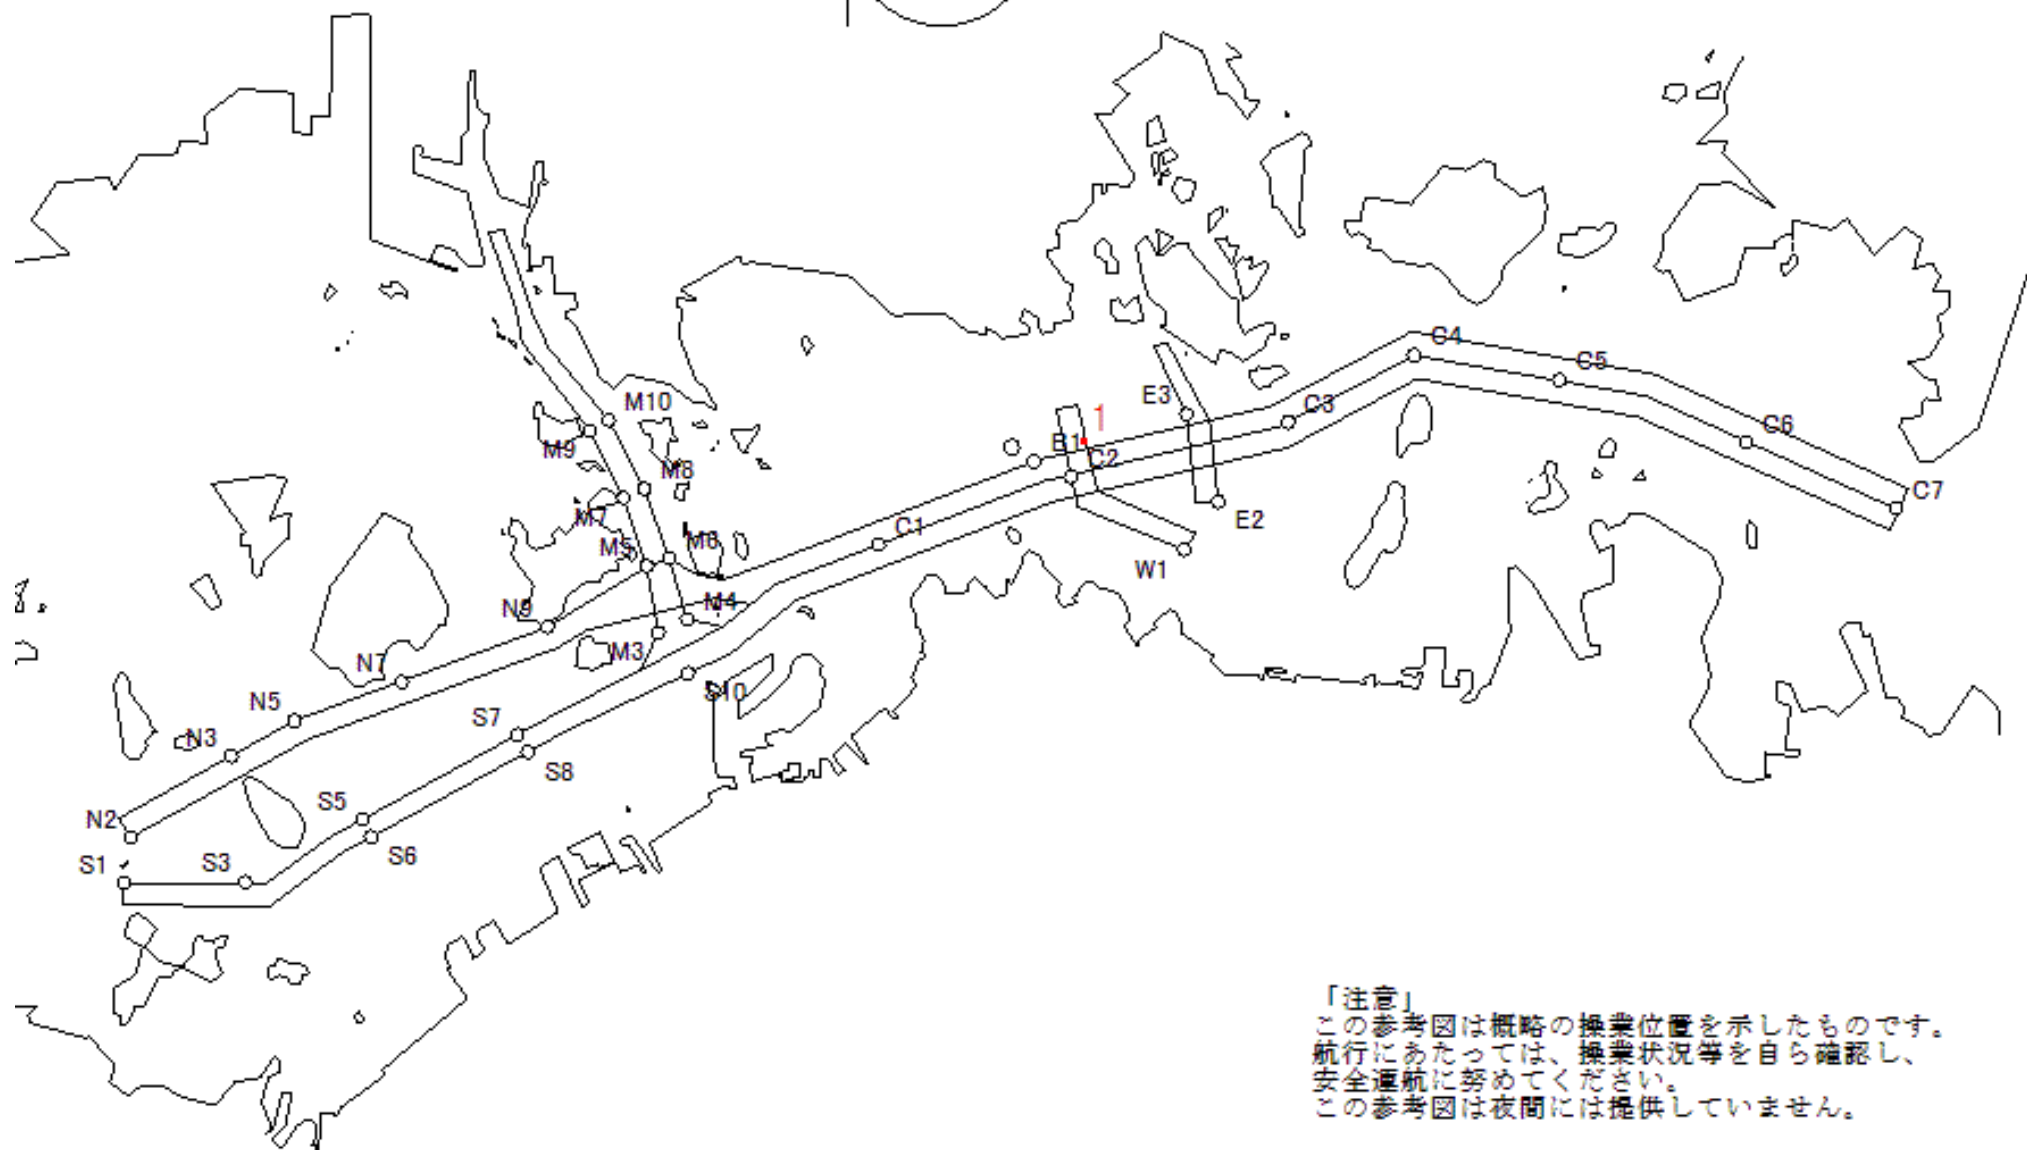 C4
C5
E3
1
M10
C3
C6
B1
M9
C2
M8
C7
M7
E2
C1
M6
M5
W1
N9
M4
M3
N7
S10
N5
S7
N3
S8
S5
N2
S6
S1
S3
「注意」
この参考図は概略の操業位置を示したものです。
航行にあたっては、操業状況等を自ら確認し、
安全運航に努めてください。
この参考図は夜間には提供していません。